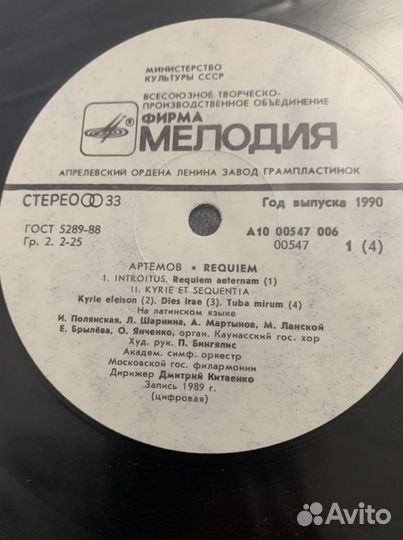 МИНИСТЕРСТВО
КУЛЬТУРЫ СССР
ВСЕСОЮЗНОЕ ТВОРЧЕСКО-
ПРОИЗВОДСТВЕННОЕ ОБЪЕДИНЕНИЕ
® ФИРМА
МЕЛОДИЯ
АПРЕЛЕВСКИЙ ОРДЕНА ЛЕНИНА ЗАВОД ГРАМПЛАСТИНОК
СТЕРЕО 33 Год выпуска 1990
ГОСТ 5289-88 А10 00547 006
Гр. 2. 2-25 00547 1 (4)
АРТЕМОВ • REQUIEM
I. INTROITUS. Requiem aeternam (1)
II. KYRIE ET SEQUENTIA
Kyrie eleison (2). Dies irae (3). Tuba mirum (4)
На латинском языке
И. Полянская, Л. Шарнина, А. Мартынов, М. Ланской
Е. Брылёва, О. Янченко, орган. Каунасский гос. хор
Худ. рук. П. Бингялис
Академ. симф. оркестр
Московской гос. филармонии
Дирижер Дмитрий Китаенко
Запись 1989 г.
(цифровая)
Avito